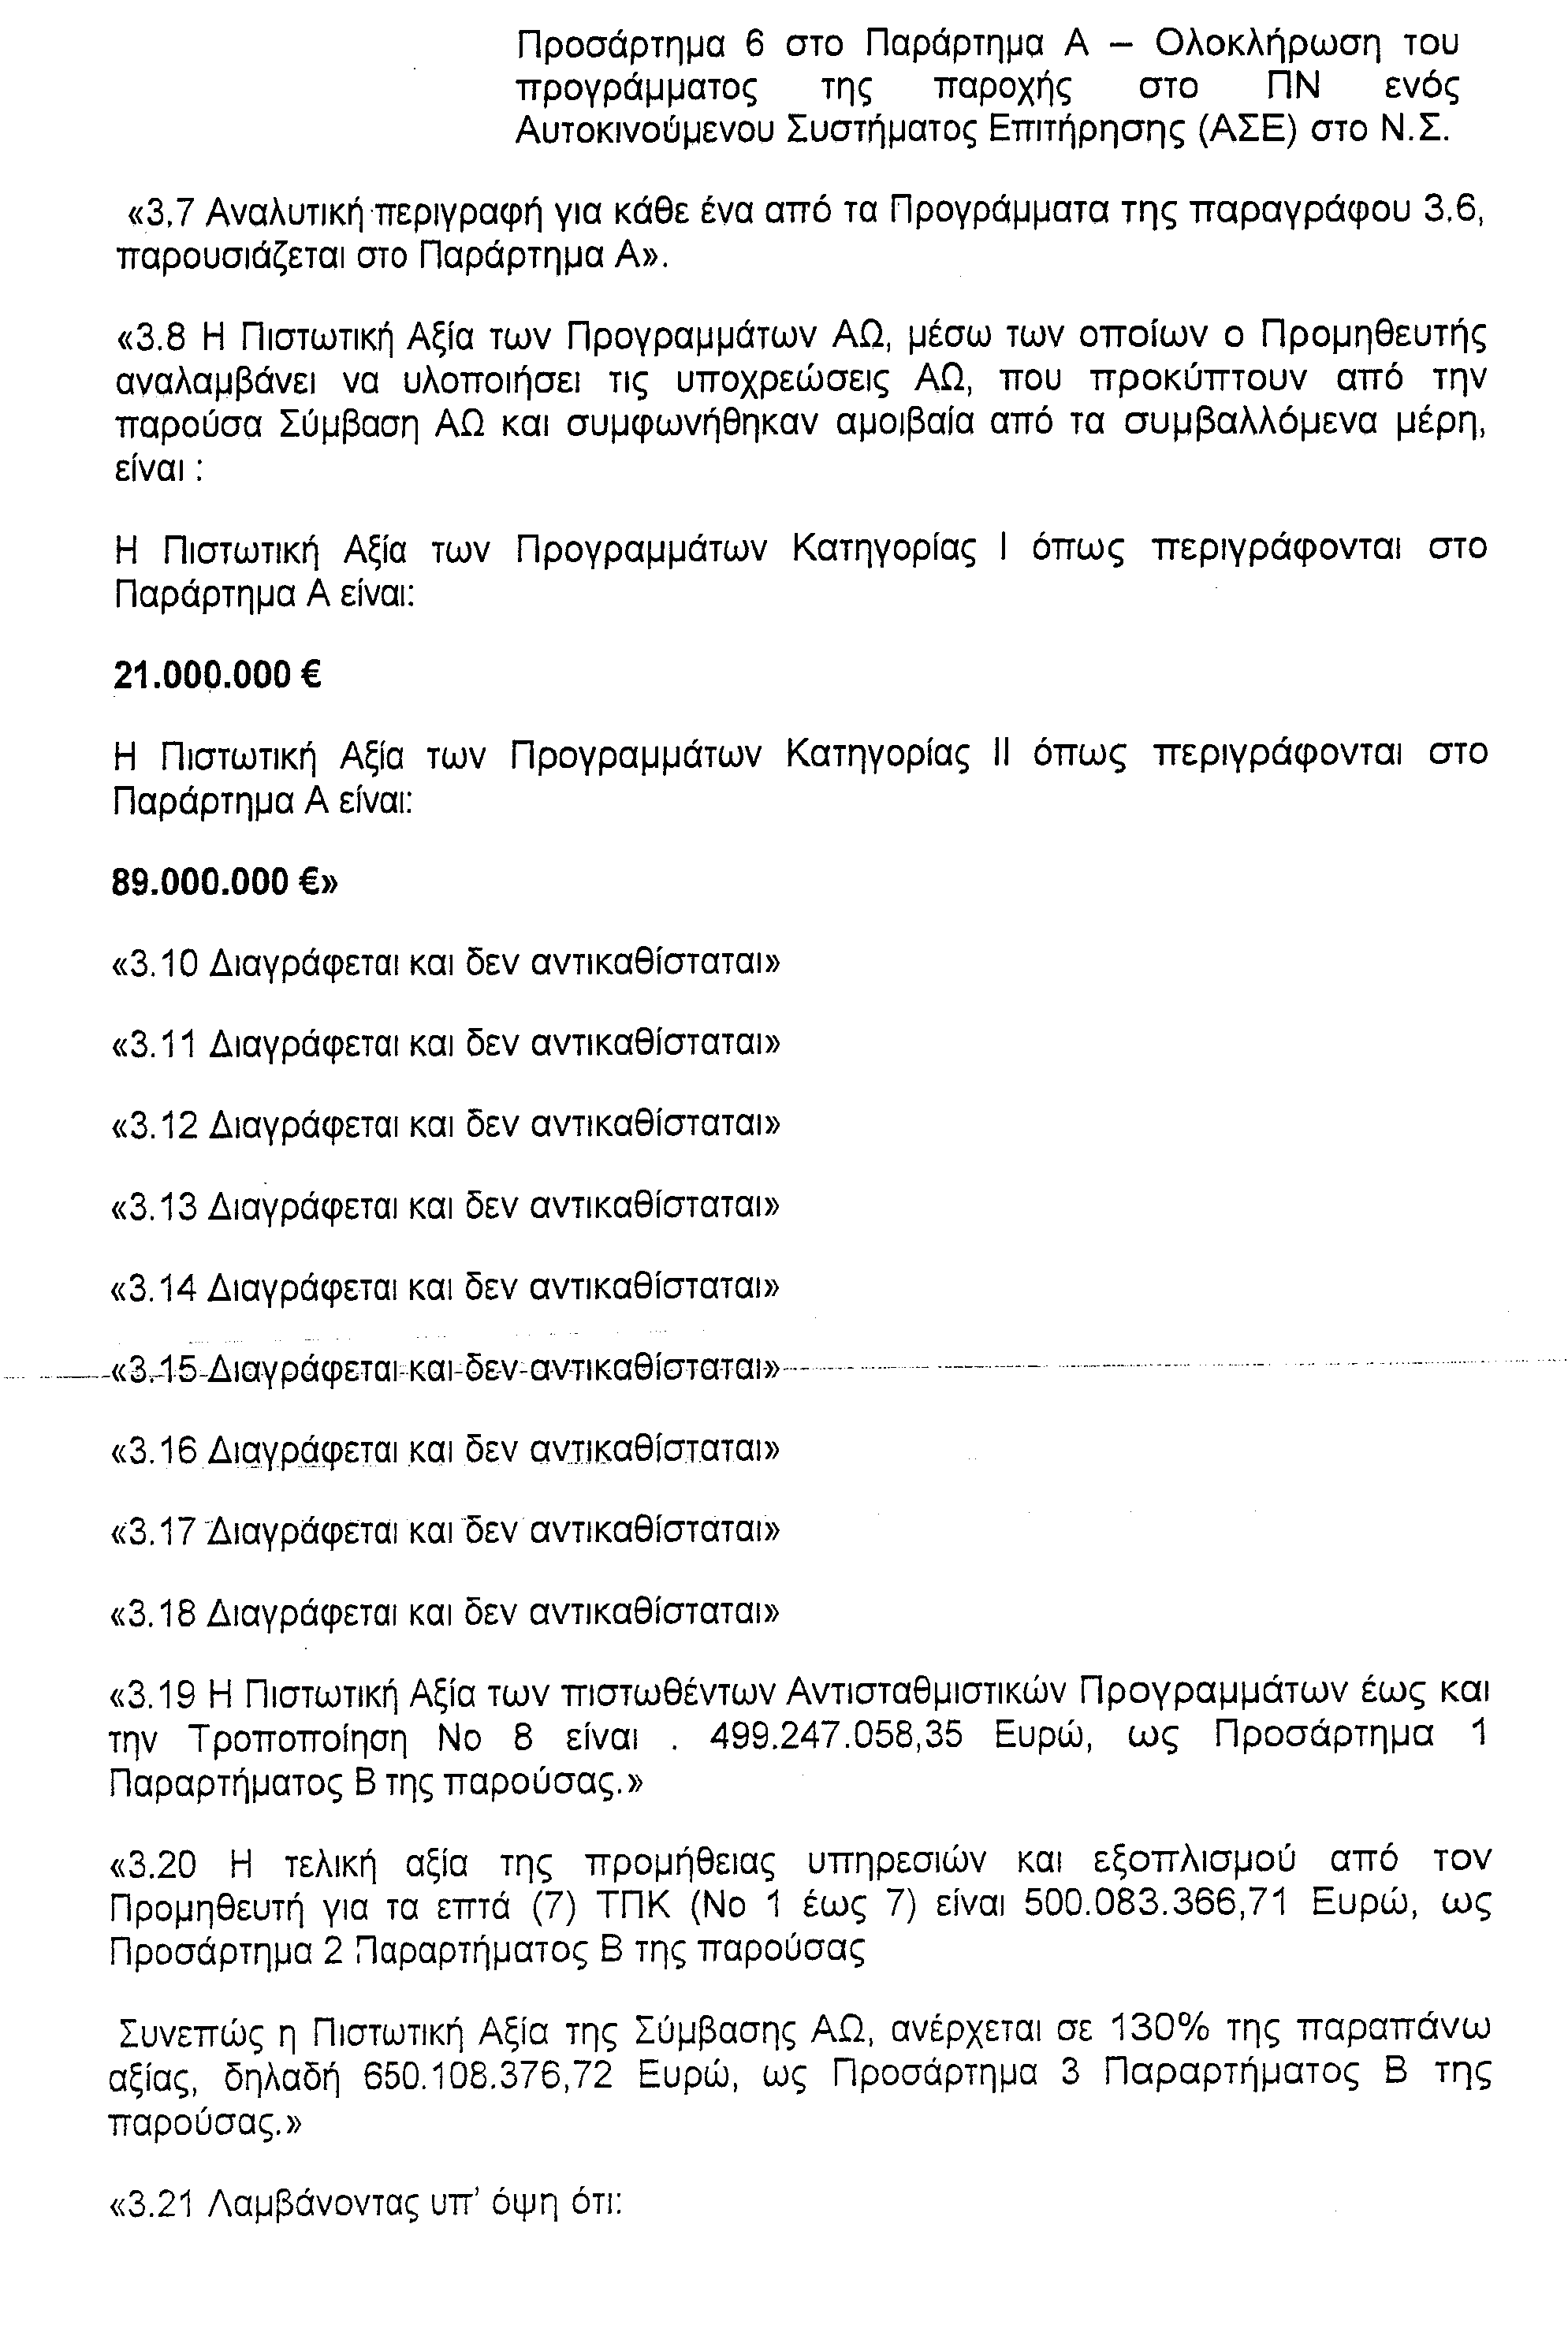 Προσάρτημα 6 στο Παράρτημα Α – Ολοκλήρωση του
προγράμματος της παροχής στο ΠΝ ενός
Αυτοκινούμενου Συστήματος Επιτήρησης (ΑΣΕ) στο Ν.Σ.
«3.7 Αναλυτική περιγραφή για κάθε ένα από τα Προγράμματα της παραγράφου 3.6,
παρουσιάζεται στο Παράρτημα Α».
«3.8 Η Πιστωτική Αξία των Προγραμμάτων ΑΩ, μέσω των οποίων ο Προμηθευτής
αναλαμβάνει να υλοποιήσει τις υποχρεώσεις ΑΩ, που προκύπτουν από την
παρούσα Σύμβαση ΑΩ και συμφωνήθηκαν αμοιβαία από τα συμβαλλόμενα μέρη,
είναι :
Η Πιστωτική Αξία των Προγραμμάτων Κατηγορίας Ι όπως περιγράφονται στο
Παράρτημα Α είναι:
21.000.000 €
Η Πιστωτική Αξία των Προγραμμάτων Κατηγορίας ΙΙ όπως περιγράφονται στο
Παράρτημα Α είναι:
89.000.000 €»
«3.10 Διαγράφεται και δεν αντικαθίσταται»
«3.11 Διαγράφεται και δεν αντικαθίσταται»
«3.12 Διαγράφεται και δεν αντικαθίσταται»
«3.13 Διαγράφεται και δεν αντικαθίσταται»
«3.14 Διαγράφεται και δεν αντικαθίσταται»
«3.15 Διαγράφεται και δεν αντικαθίσταται»
«3.16 Διαγράφεται και δεν αντικαθίσταται»
«3.17 Διαγράφεται και δεν αντικαθίσταται»
«3.18 Διαγράφεται και δεν αντικαθίσταται»
«3.19 Η Πιστωτική Αξία των πιστωθέντων Αντισταθμιστικών Προγραμμάτων έως και
την Τροποποίηση Νο 8 είναι . 499.247.058,35 Ευρώ, ως Προσάρτημα 1
Παραρτήματος Β της παρούσας.»
«3.20 Η τελική αξία της προμήθειας υπηρεσιών και εξοπλισμού από τον
Προμηθευτή για τα επτά (7) ΤΠΚ (Νο 1 έως 7) είναι 500.083.366,71 Ευρώ, ως
Προσάρτημα 2 Παραρτήματος Β της παρούσας
Συνεπώς η Πιστωτική Αξία της Σύμβασης ΑΩ, ανέρχεται σε 130% της παραπάνω
αξίας, δηλαδή 650.108.376,72 Ευρώ, ως Προσάρτημα 3 Παραρτήματος Β της
παρούσας.»
«3.21 Λαμβάνοντας υπ' όψη ότι: